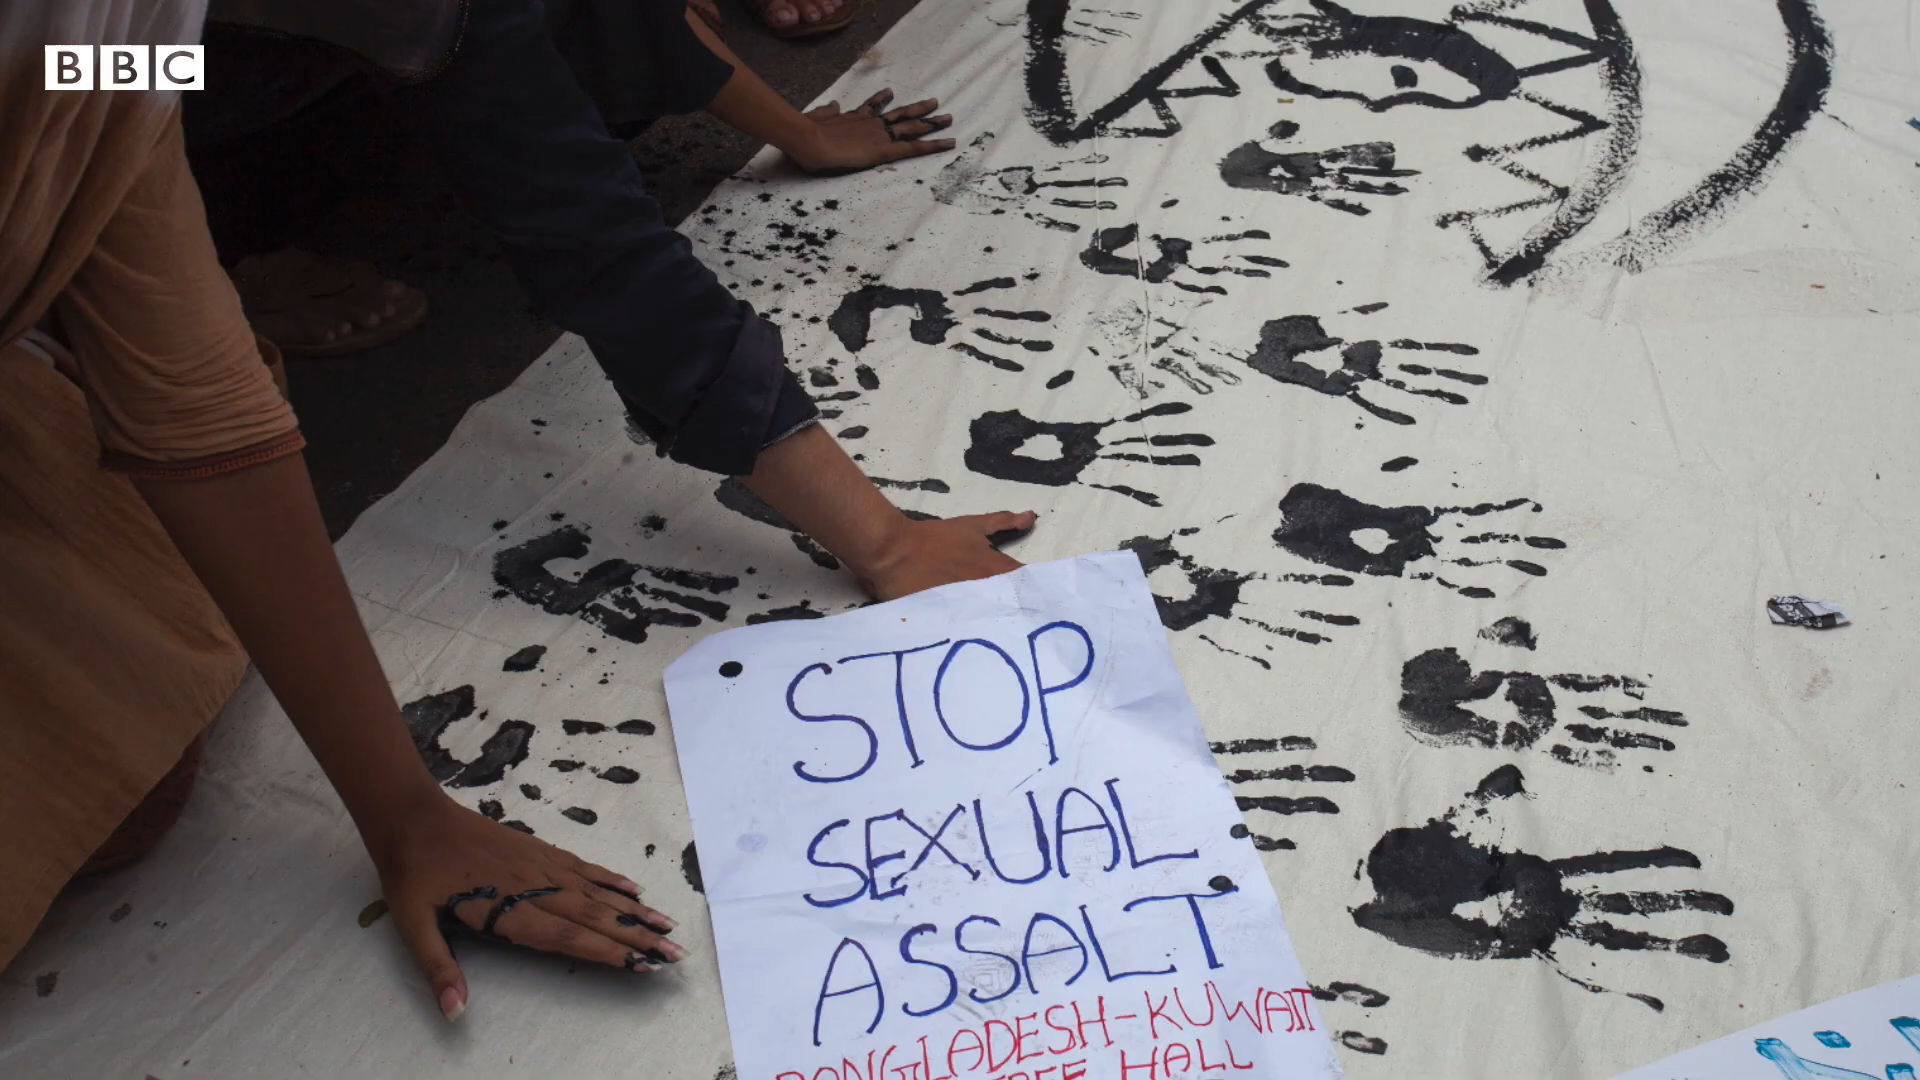 BBC
STOP
SEXUAL
ASSALT
BANGLADESH-KUWAIT
HALL